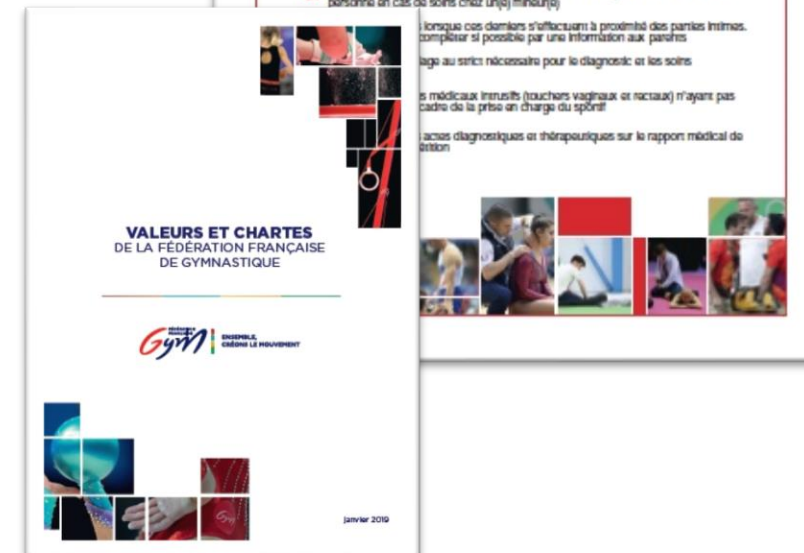 personne en cas de soins chez un(e) mineur(e)
lorsque ces derniers s'effectuent à proximité des parties intimes.
compléter si possible par une information aux parents
au strict nécessaire pour le diagnostic et les soins
médicaux intrusifs (touchers vaginaux et rectaux) n'ayant pas
cadre de la prise en charge du sportif
actes diagnostiques et thérapeutiques sur le rapport médical de
VALEURS ET CHARTES
DE LA FÉDÉRATION FRANÇAISE
DE GYMNASTIQUE
FÉDÉRATION
FRANÇAISE
Gym
ENSEMBLE,
CRÉONS LE MOUVEMENT
Gym
janvier 2019